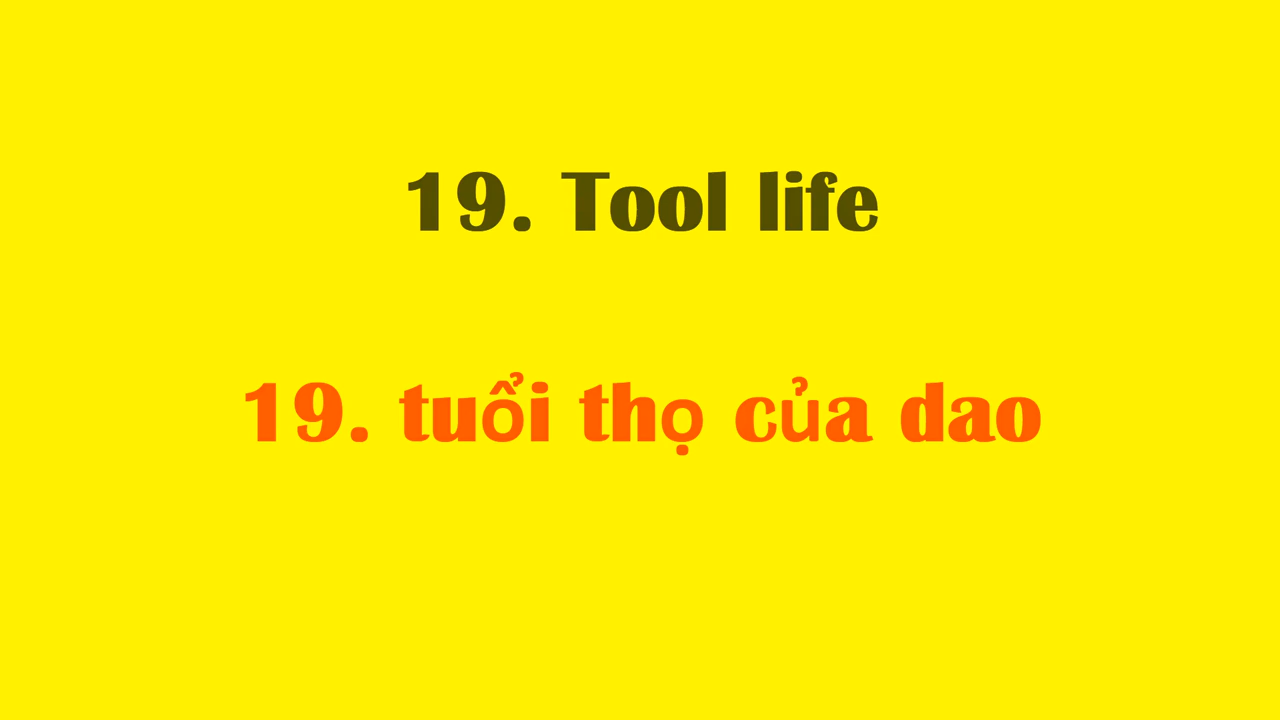 19. Tool life
19. tuổi thọ của dao